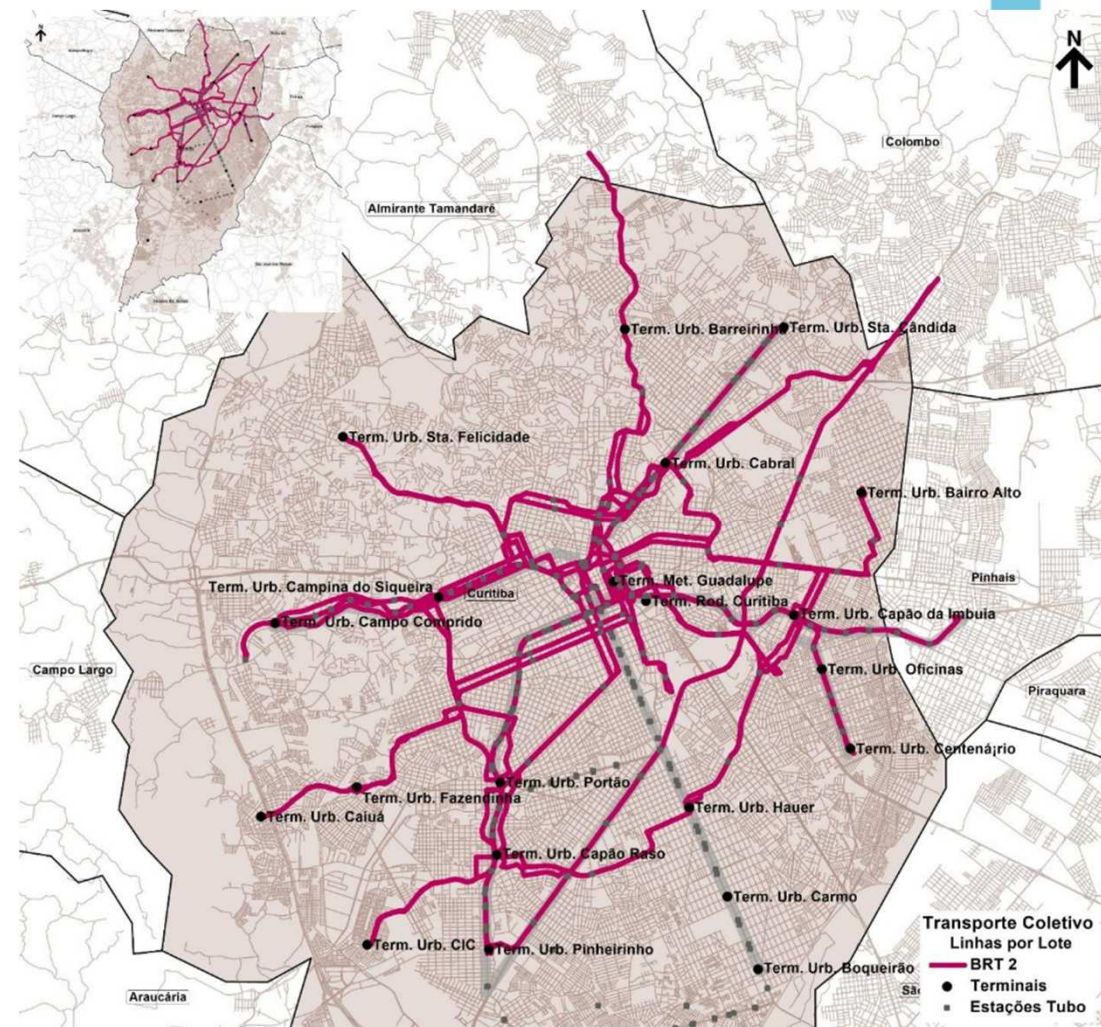 N
N
Colombo
Almirante Tamandaré
Term. Urb. Barreirinha
Term. Urb. Sta. Cândida
Term. Urb. Sta. Felicidade
Term. Urb. Cabral
Term. Urb. Bairro Alto
Pinhais
Term. Urb. Campina do Siqueira
Curitiba
Term. Met. Guadalupe
Term. Rod. Curitiba
Term. Urb. Capão da Imbuia
Term. Urb. Campo Comprido
Campo Largo
Term. Urb. Oficinas
Piraquara
Term. Urb. Centená¡rio
Term. Urb. Portão
Term. Urb. Fazendinha
Term. Urb. Caiuá
Term. Urb. Hauer
Term. Urb. Capão Raso
Term. Urb. Carmo
Term. Urb. CIC
Term. Urb. Pinheirinho
Term. Urb. Boqueirão
Araucária
São
Transporte Coletivo
Linhas por Lote
BRT 2
Terminais
Estações Tubo